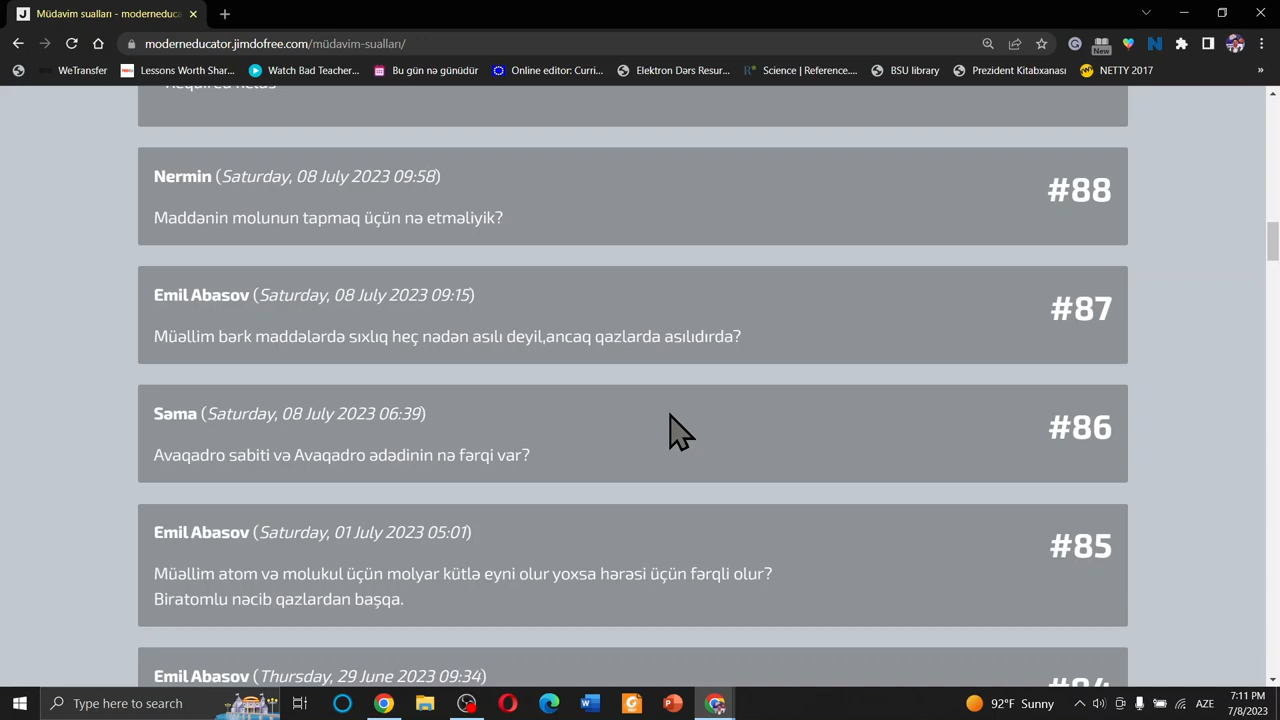 Müdavim sualları - moderneduca
moderneducator.jimdofree.com/müdavim-sualları/
New
WeTransfer
Lessons Worth Shar...
Watch Bad Teacher...
Bu gün nə günüdür
Online editor: Curri...
Elektron Dərs Resur...
Science | Reference....
BSU library
Prezident Kitabxanası
NETTY 2017
»
Nermin (Saturday, 08 July 2023 09:58)
#88
Maddənin molunun tapmaq üçün nə etməliyik?
Emil Abasov (Saturday, 08 July 2023 09:15)
#87
Müəllim bərk maddələrdə sıxlıq heç nədən asılı deyil,ancaq qazlarda asılıdırda?
Səma (Saturday, 08 July 2023 06:39)
#86
Avaqadro sabiti və Avaqadro ədədinin nə fərqi var?
Emil Abasov (Saturday, 01 July 2023 05:01)
#85
Müəllim atom və molukul üçün molyar kütlə eyni olur yoxsa hərəsi üçün fərqli olur?
Biratomlu nəcib qazlardan başqa.
Emil Abasov (Thursday, 29 June 2023 09:34)
Type here to search
92°F Sunny
AZE
7:11 PM
7/8/2023